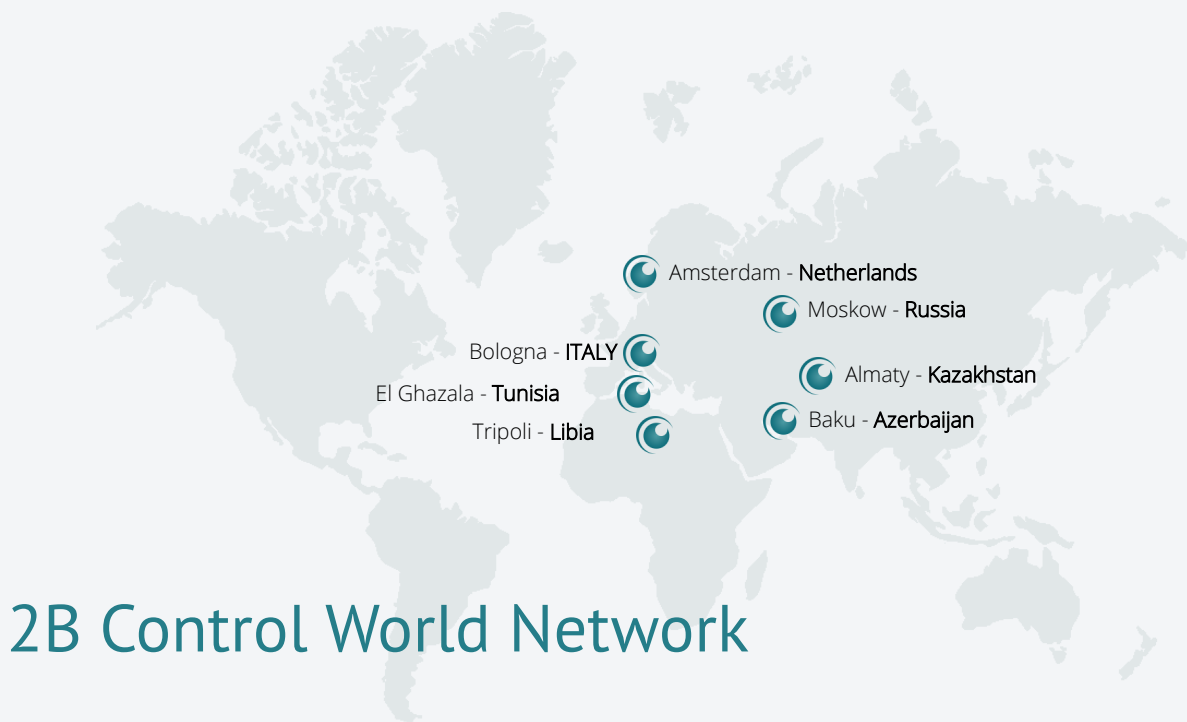 Amsterdam - Netherlands
Moskow - Russia
Bologna - ITALY
Almaty - Kazakhstan
El Ghazala - Tunisia
Baku - Azerbaijan
Tripoli - Libia
2B Control World Network